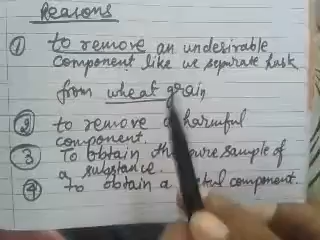 Reasons
① to remove an undesirable
component like we separate husk
from wheat grain
② to remove harmful
component.
③ To obtain the pure sample of
a substance.
④ to obtain a component.